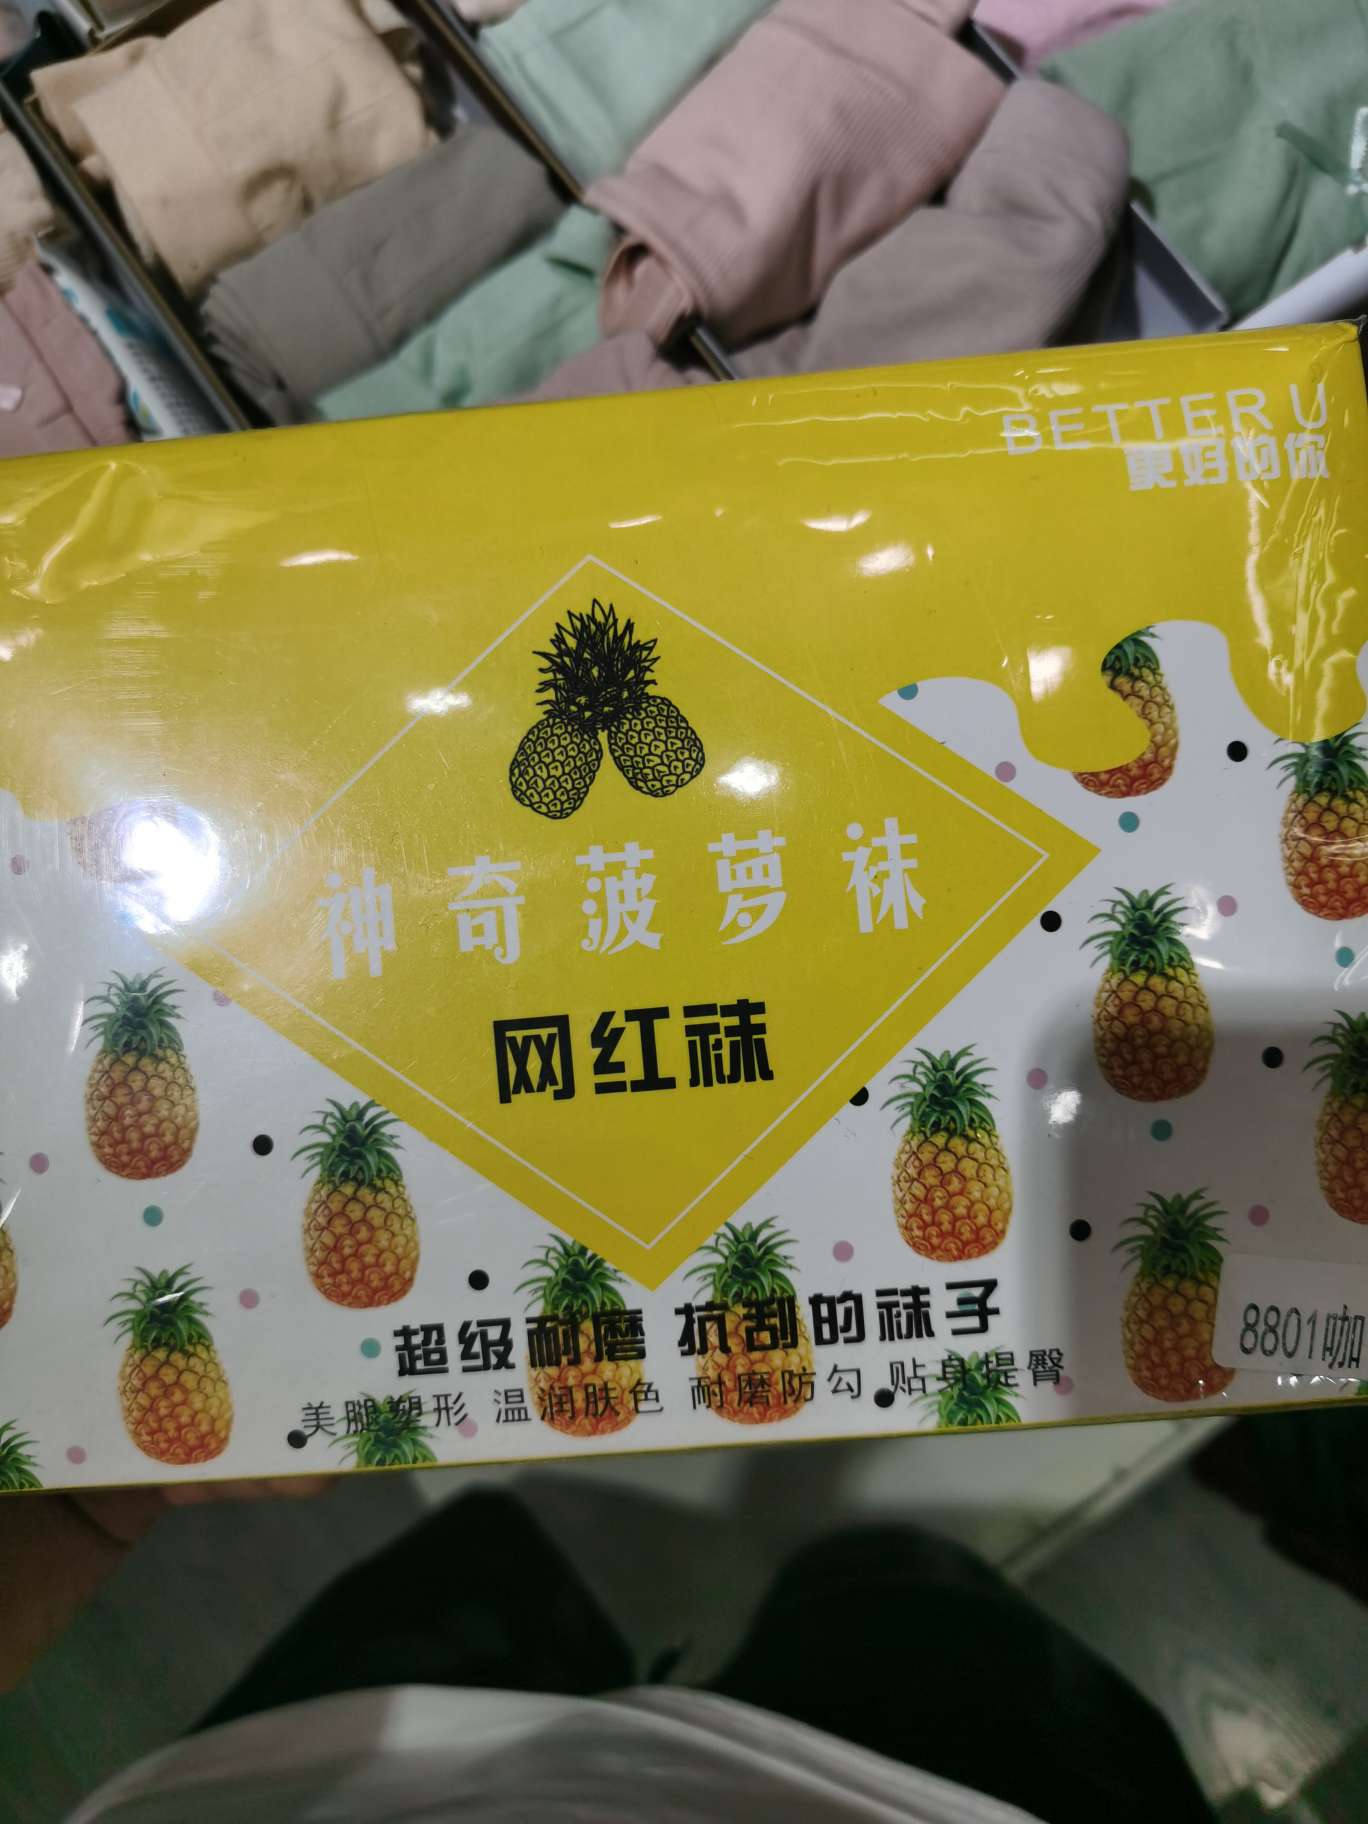 BETTER U
更好的你
神奇菠萝袜
网红袜
超级耐磨 抗刮的袜子
美腿塑形 温润肤色 耐磨防勾 贴身提臀
8801咖